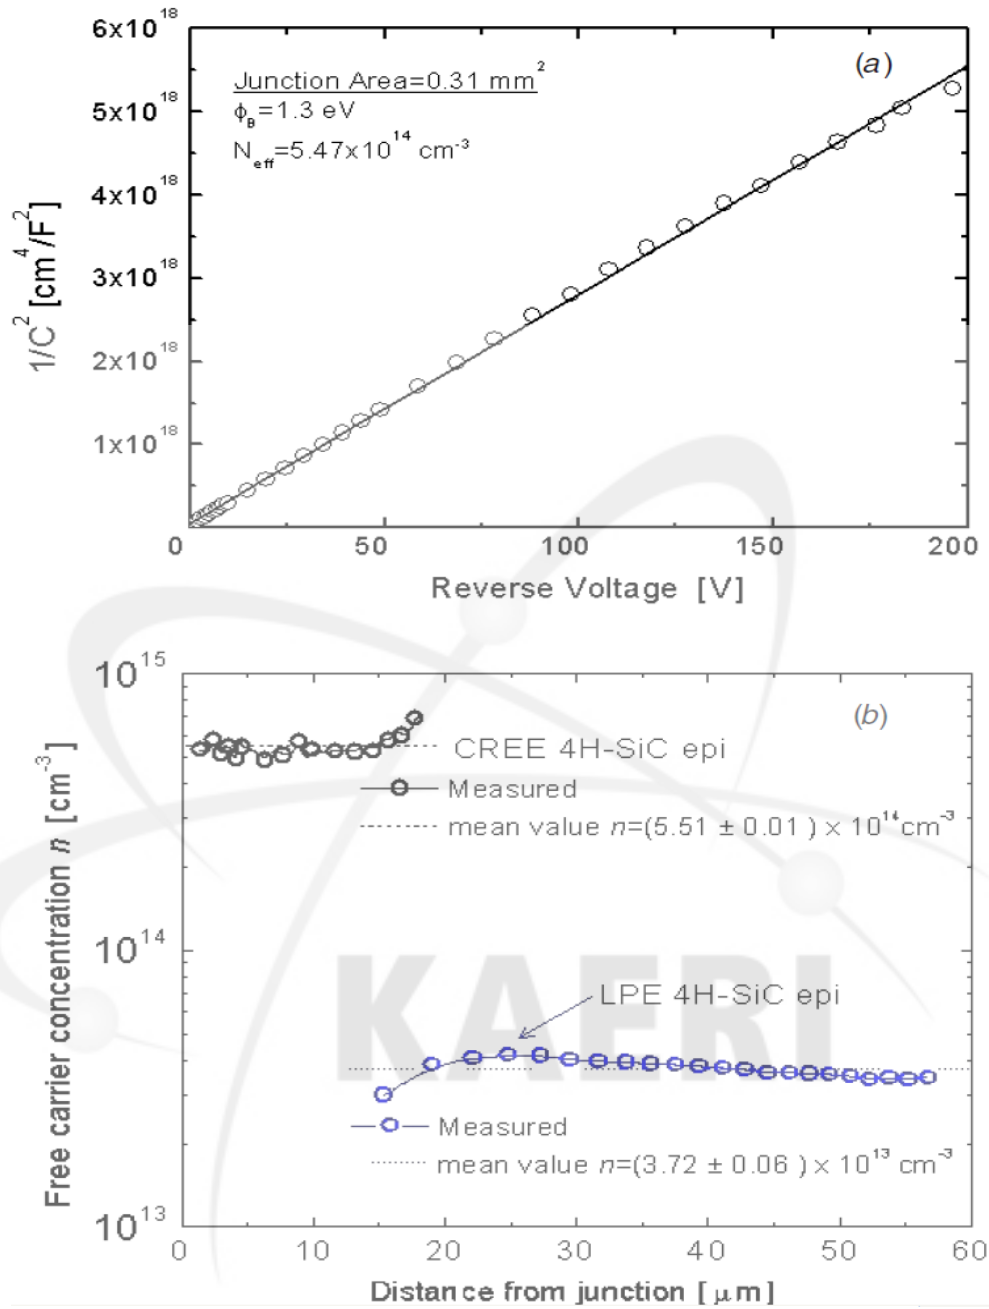 6x10^18
(a)
Junction Area=0.31 mm^2
ϕ_B=1.3 eV
N_eff=5.47x10^14 cm^-3
5x10^18
4x10^18
3x10^18
2x10^18
1x10^18
1/C^2 [cm^4/F^2]
0 50 100 150 200
Reverse Voltage [V]
10^15
(b)
CREE 4H-SiC epi
Measured
mean value n=(5.51 ± 0.01 ) × 10^14 cm^-3
10^14
KAERI
LPE 4H-SiC epi
Measured
mean value n=(3.72 ± 0.06 ) × 10^13 cm^-3
10^13
Free carrier concentration n [cm^-3]
0 10 20 30 40 50 60
Distance from junction [ μm]